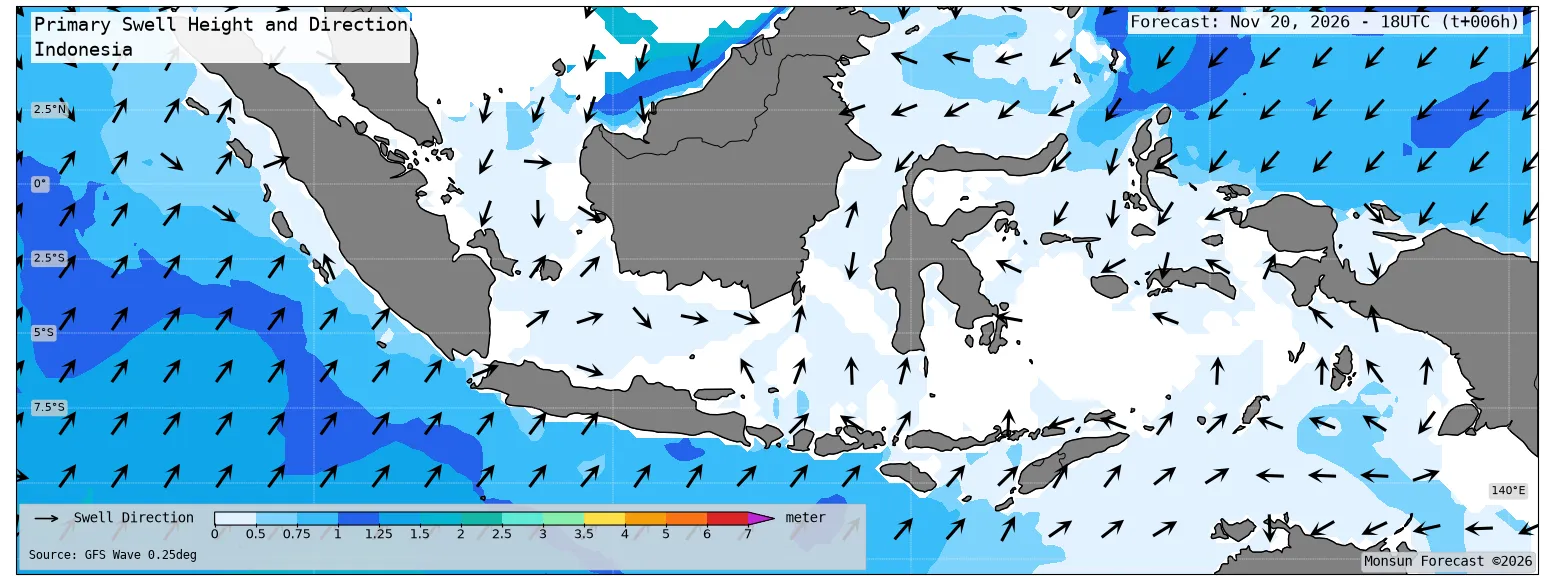 Primary Swell Height and Direction
Indonesia
Forecast: Nov 20, 2026 - 18UTC (t+006h)
2.5°N
0°
2.5°S
5°S
7.5°S
140°E
Swell Direction
0 0.5 0.75 1 1.25 1.5 2 2.5 3 3.5 4 5 6 7
meter
Source: GFS Wave 0.25deg
Monsun Forecast ©2026